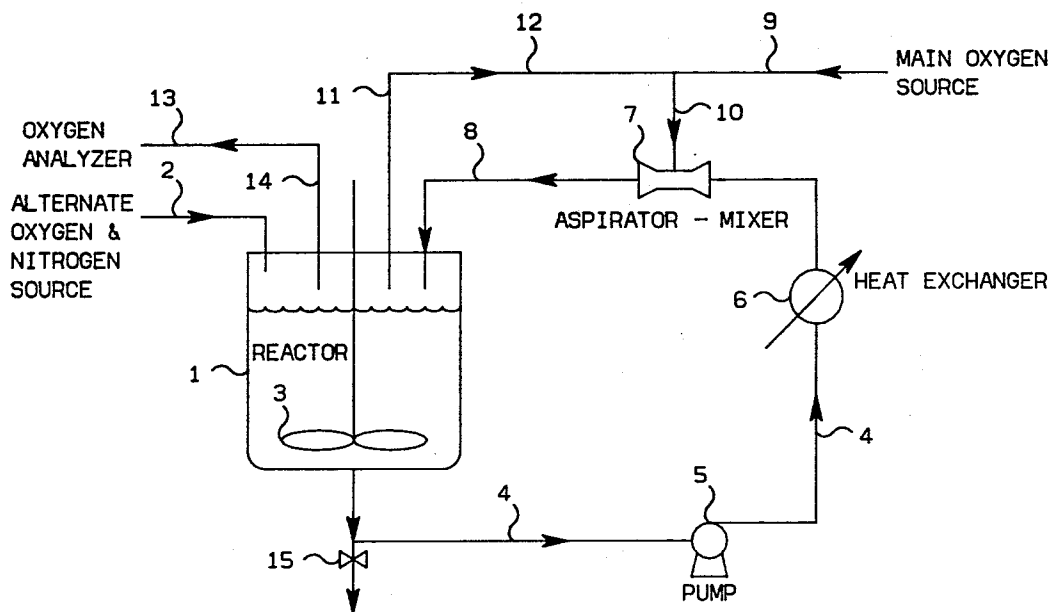 12
9
MAIN OXYGEN
SOURCE
11
10
13
OXYGEN
ANALYZER
8
7
2
14
ALTERNATE
OXYGEN &
NITROGEN
SOURCE
ASPIRATOR - MIXER
6
HEAT EXCHANGER
REACTOR
1
3
4
4
5
15
PUMP